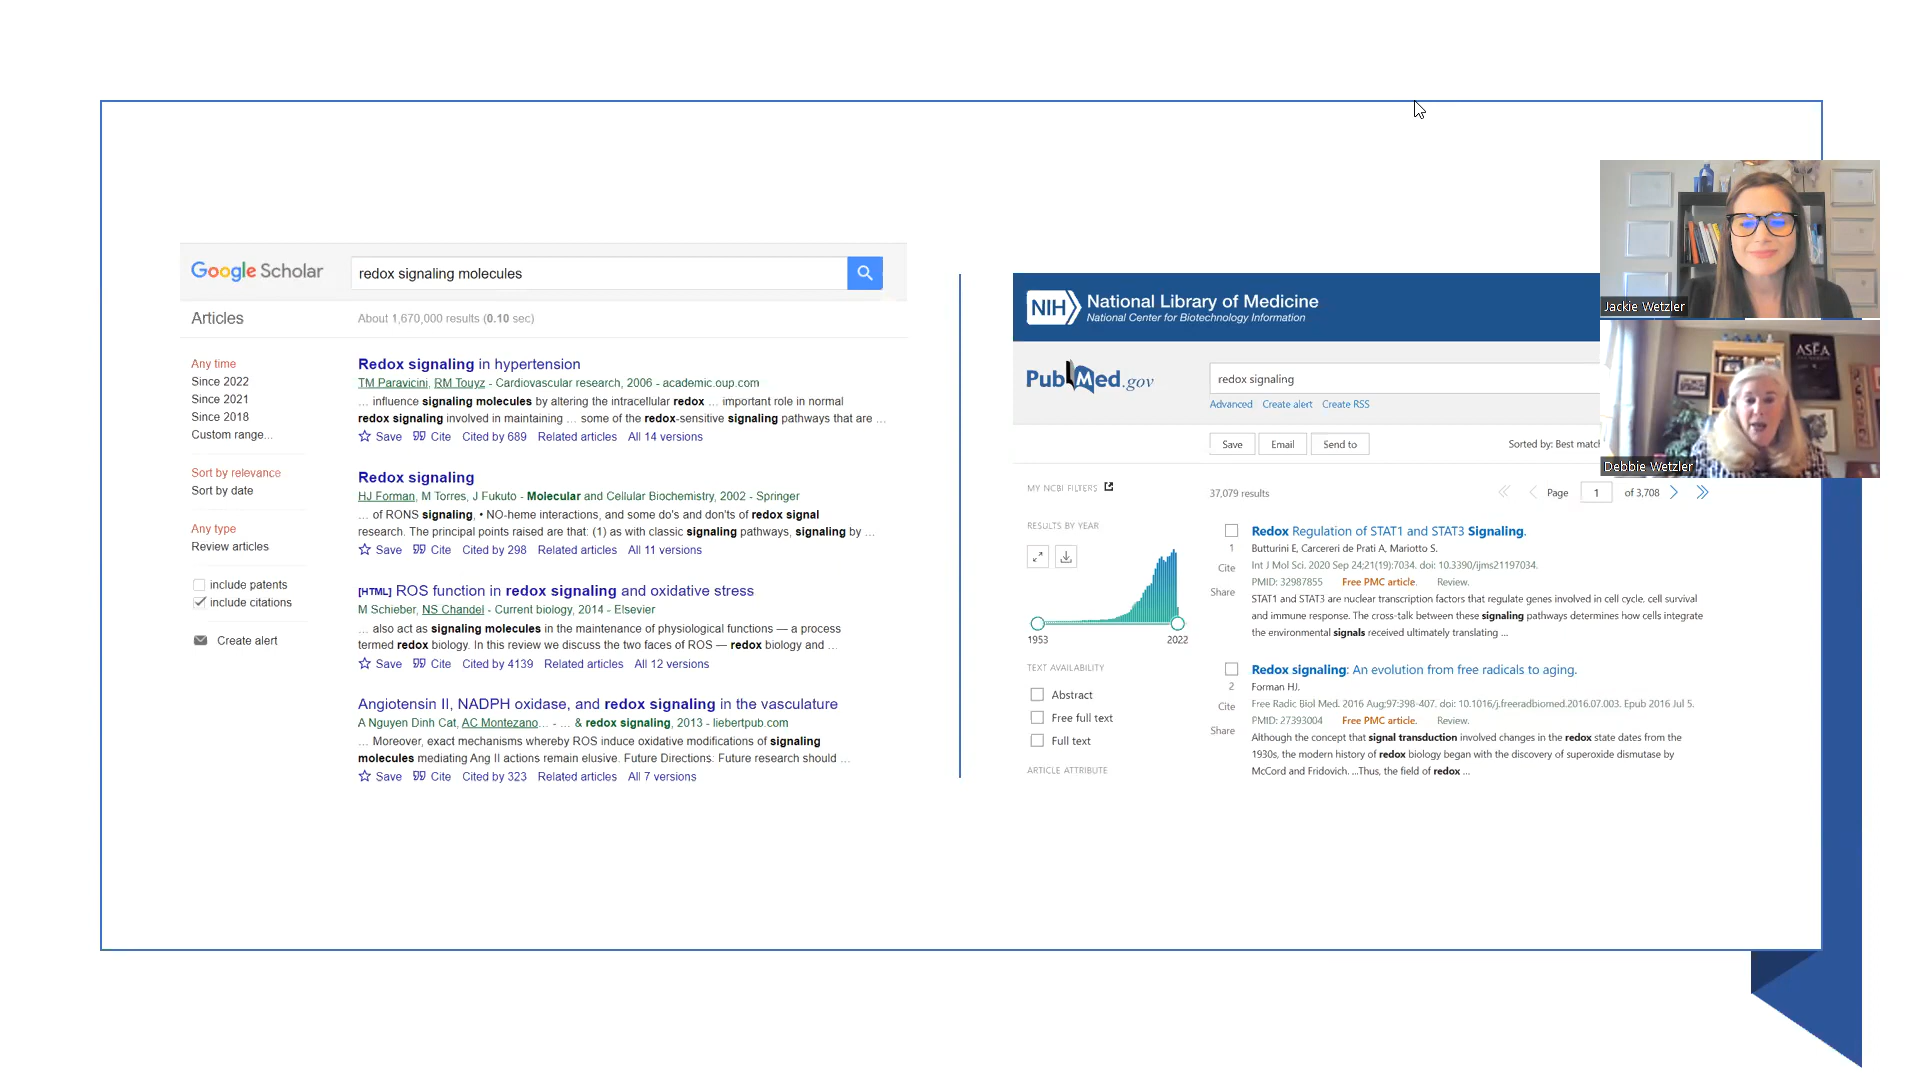 Google Scholar
redox signaling molecules
Articles
About 1,670,000 results (0.10 sec)
Any time
Since 2022
Since 2021
Since 2018
Custom range...
Sort by relevance
Sort by date
Any type
Review articles
include patents
include citations
Create alert
Redox signaling in hypertension
TM Paravicini, RM Touyz - Cardiovascular research, 2006 - academic.oup.com
... influence signaling molecules by altering the intracellular redox ... important role in normal
redox signaling involved in maintaining ... some of the redox-sensitive signaling pathways that are ...
Save Cite Cited by 689 Related articles All 14 versions
Redox signaling
HJ Forman, M Torres, J Fukuto - Molecular and Cellular Biochemistry, 2002 - Springer
... of RONS signaling, • NO-heme interactions, and some do's and don'ts of redox signal
research. The principal points raised are that: (1) as with classic signaling pathways, signaling by ...
Save Cite Cited by 298 Related articles All 11 versions
[HTML] ROS function in redox signaling and oxidative stress
M Schieber, NS Chandel - Current biology, 2014 - Elsevier
... also act as signaling molecules in the maintenance of physiological functions — a process
termed redox biology. In this review we discuss the two faces of ROS — redox biology and ...
Save Cite Cited by 4139 Related articles All 12 versions
Angiotensin II, NADPH oxidase, and redox signaling in the vasculature
A Nguyen Dinh Cat, AC Montezano... - ... & redox signaling, 2013 - liebertpub.com
... Moreover, exact mechanisms whereby ROS induce oxidative modifications of signaling
molecules mediating Ang II actions remain elusive. Future Directions. Future research should ...
Save Cite Cited by 323 Related articles All 7 versions
NIH National Library of Medicine
National Center for Biotechnology Information
PubMed.gov
redox signaling
Advanced Create alert Create RSS
Save Email Send to
Sorted by: Best match
MY NCBI FILTERS
37,079 results
Page 1 of 3,708
RESULTS BY YEAR
1953 2022
TEXT AVAILABILITY
Abstract
Free full text
Full text
ARTICLE ATTRIBUTE
Redox Regulation of STAT1 and STAT3 Signaling.
1 Butturini E, Carcereri de Prati A, Mariotto S.
Cite Int J Mol Sci. 2020 Sep 24;21(19):7034. doi: 10.3390/ijms21197034.
PMID: 32987855 Free PMC article. Review.
Share STAT1 and STAT3 are nuclear transcription factors that regulate genes involved in cell cycle, cell survival
and immune response. The cross-talk between these signaling pathways determines how cells integrate
the environmental signals received ultimately translating ...
Redox signaling: An evolution from free radicals to aging.
2 Forman HJ.
Cite Free Radic Biol Med. 2016 Aug;97:398-407. doi: 10.1016/j.freeradbiomed.2016.07.003. Epub 2016 Jul 5.
PMID: 27393004 Free PMC article. Review.
Share Although the concept that signal transduction involved changes in the redox state dates from the
1930s, the modern history of redox biology began with the discovery of superoxide dismutase by
McCord and Fridovich. ...Thus, the field of redox ...
Jackie Wetzler
ASEA
Debbie Wetzler